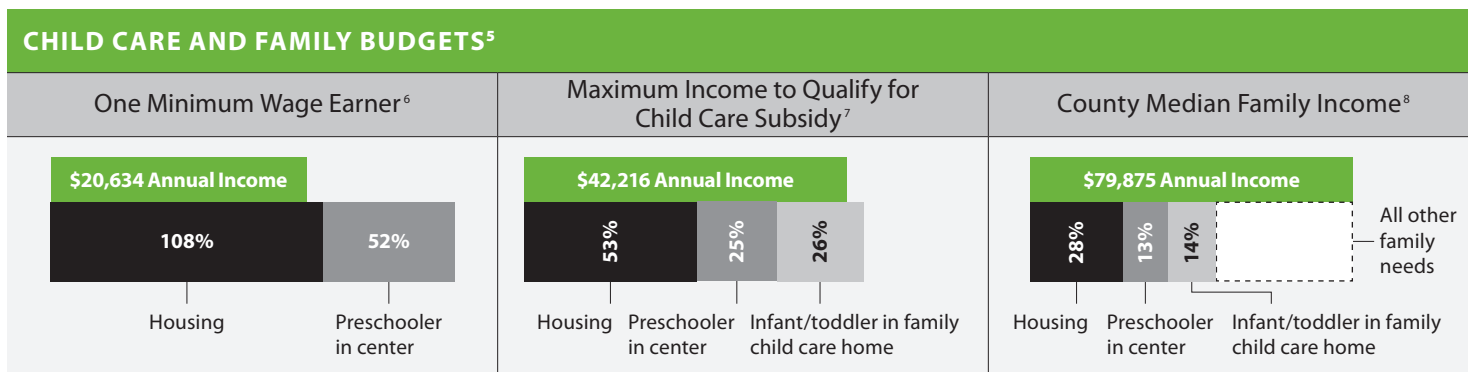 CHILD CARE AND FAMILY BUDGETS⁵
One Minimum Wage Earner⁶
$20,634 Annual Income
108%
52%
Housing
Preschooler
in center
Maximum Income to Qualify for
Child Care Subsidy⁷
$42,216 Annual Income
53%
25%
26%
Housing
Preschooler
in center
Infant/toddler in family
child care home
County Median Family Income⁸
$79,875 Annual Income
28%
13%
14%
All other
family
needs
Housing
Preschooler
in center
Infant/toddler in family
child care home